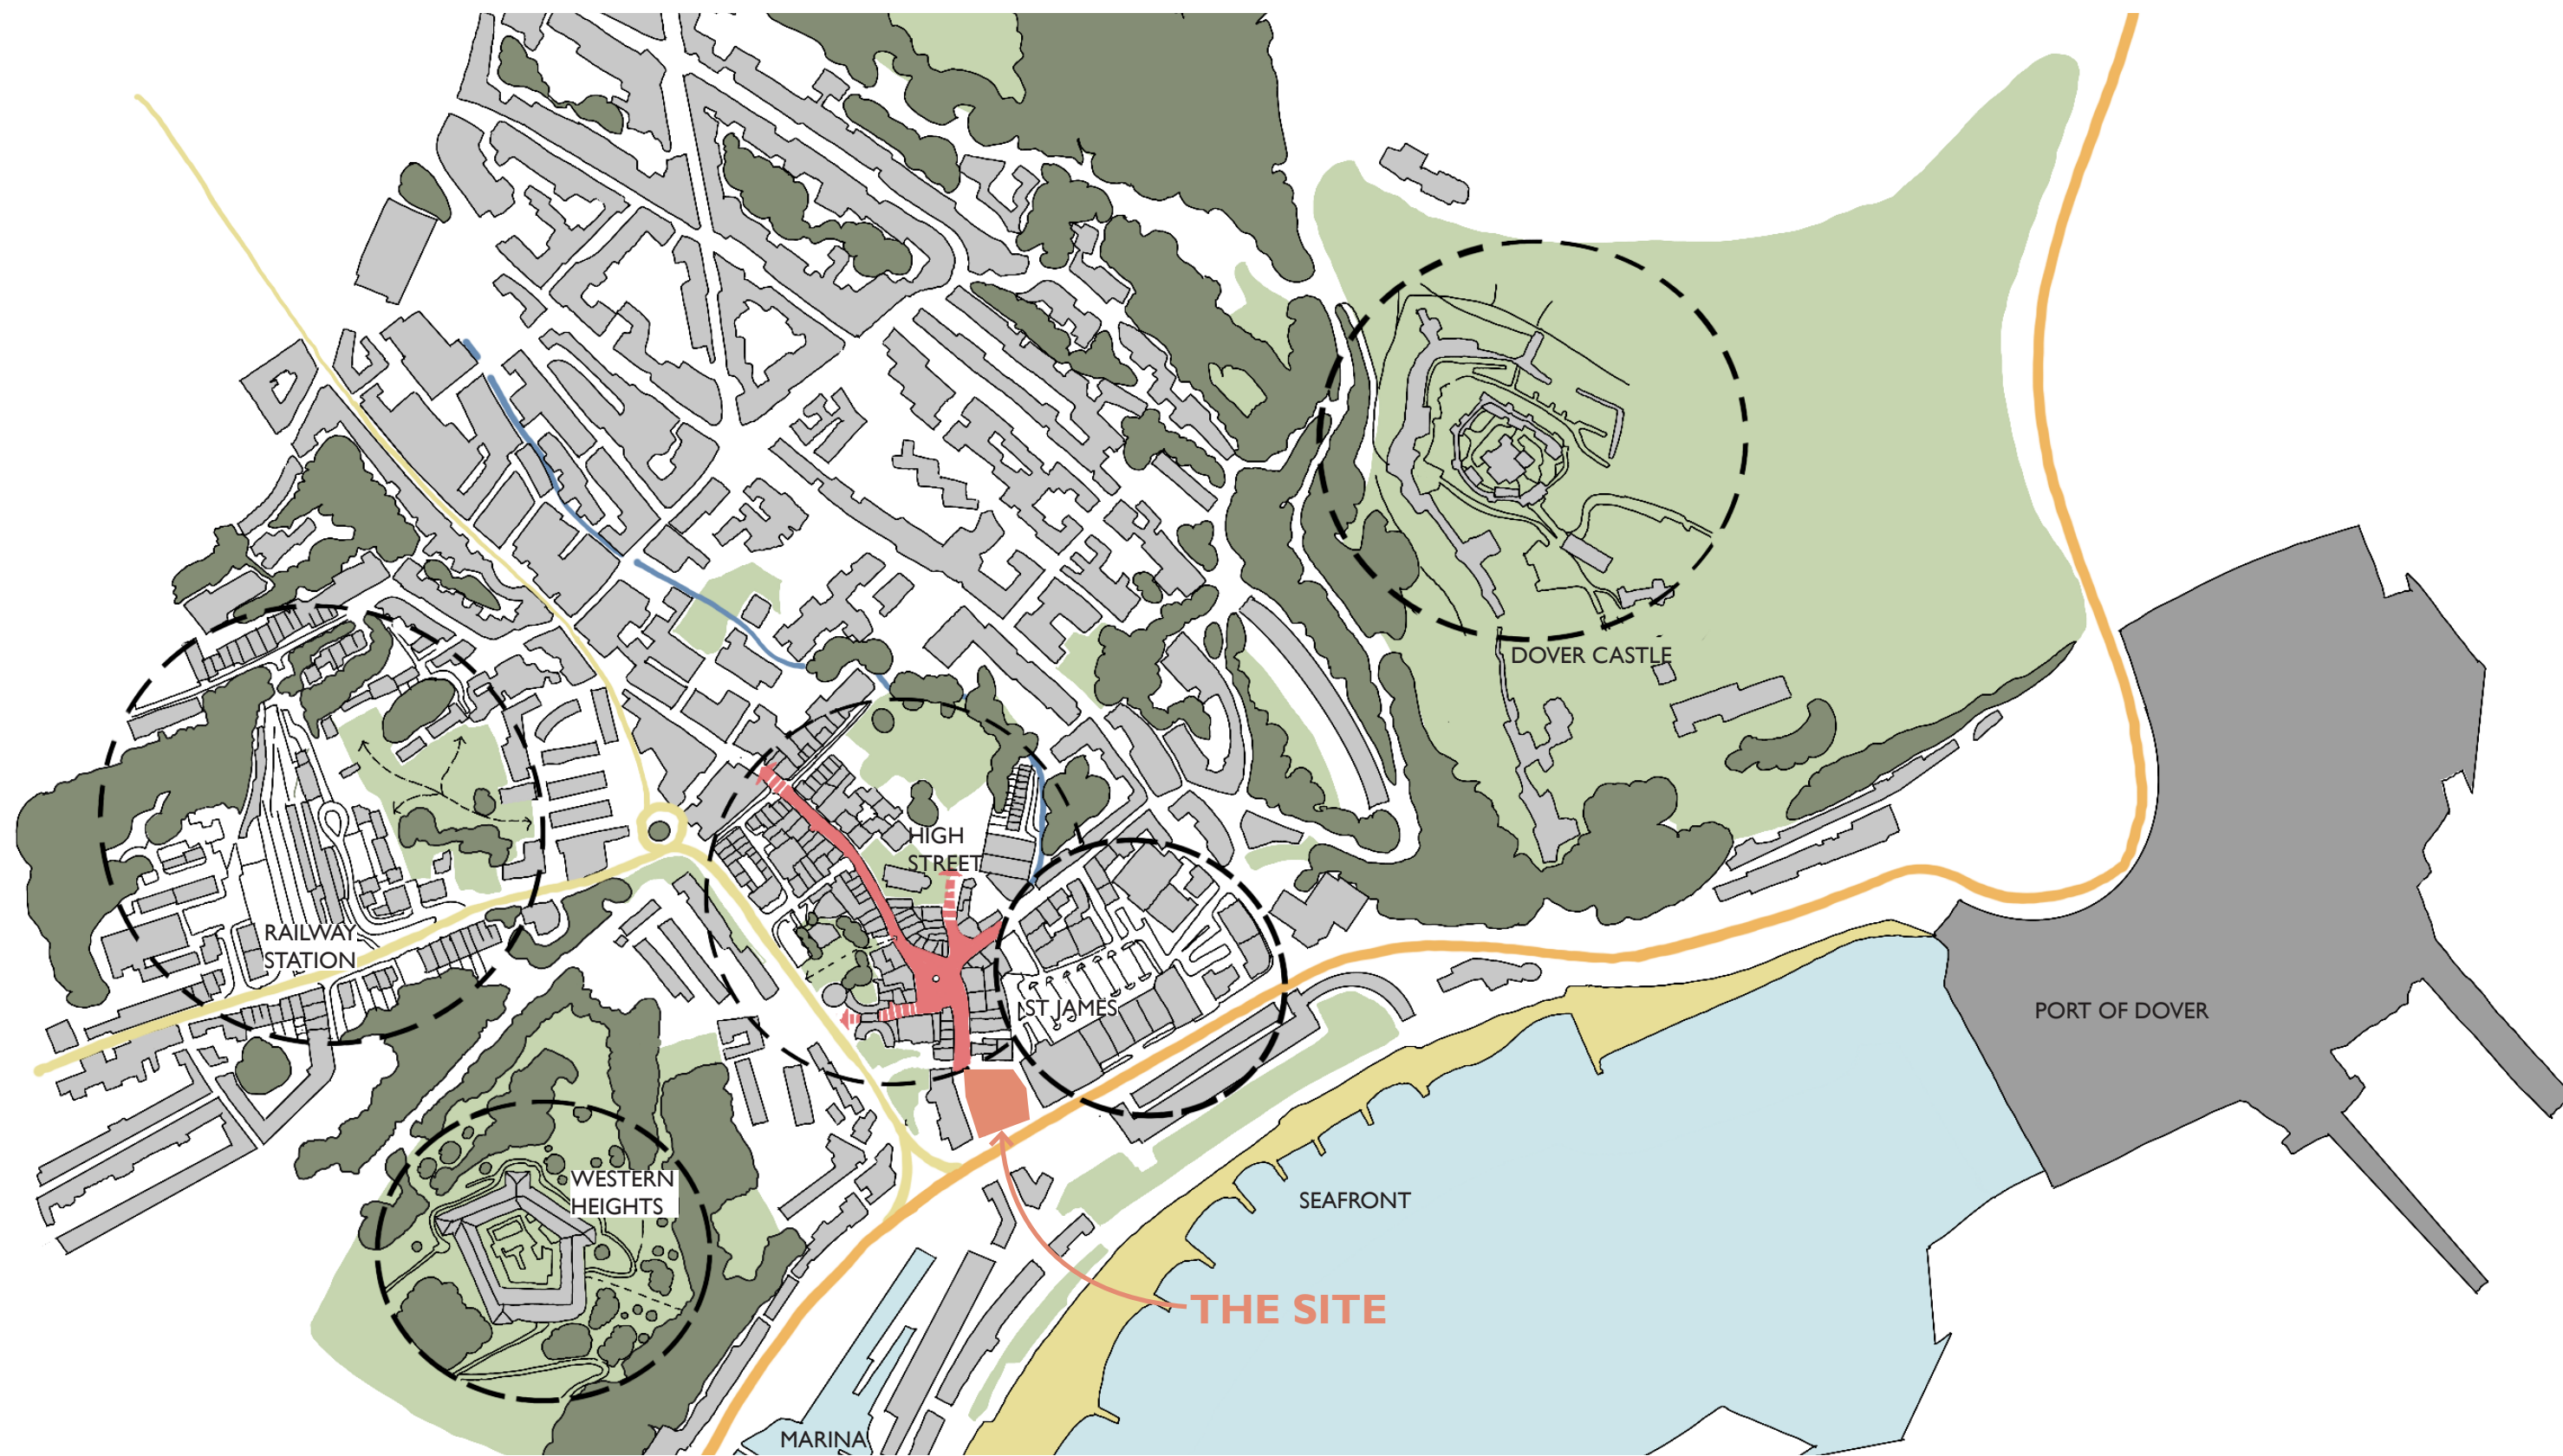 DOVER CASTLE
HIGH
STREET
RAILWAY
STATION
ST JAMES
PORT OF DOVER
WESTERN
HEIGHTS
SEAFRONT
THE SITE
MARINA